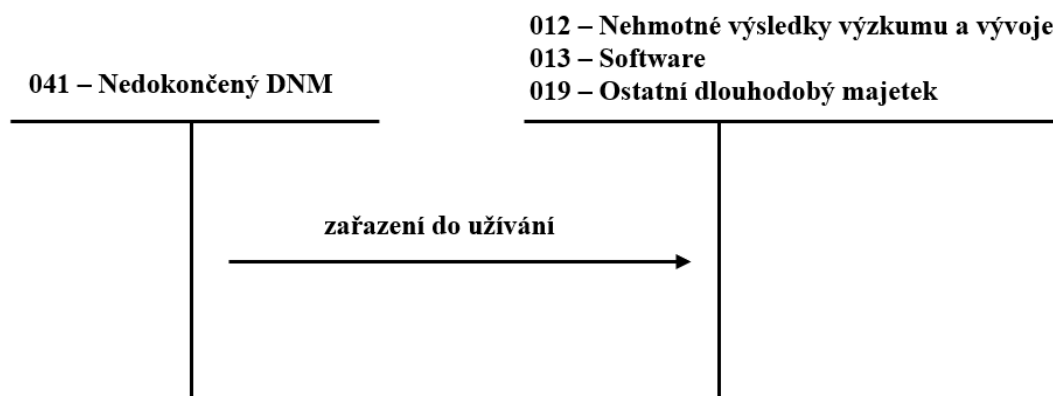 012 – Nehmotné výsledky výzkumu a vývoje
013 – Software
041 – Nedokončený DNM
019 – Ostatní dlouhodobý majetek
zařazení do užívání